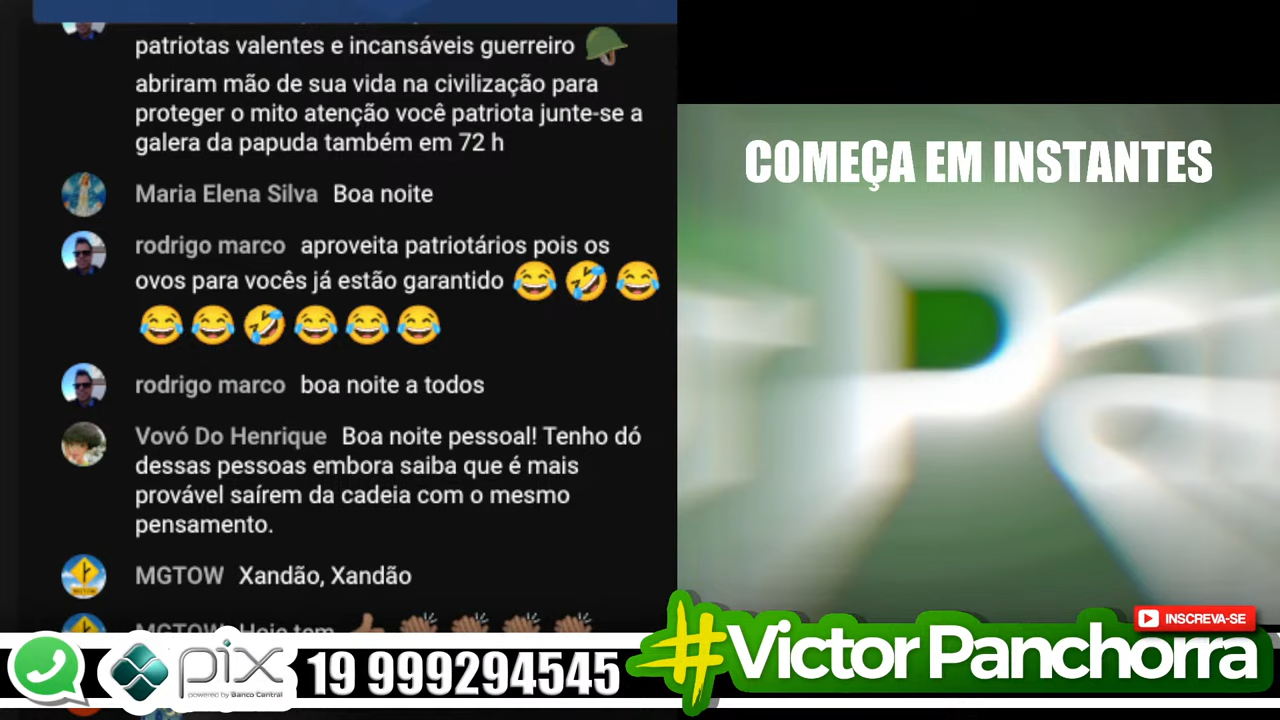 patriotas valentes e incansáveis guerreiro
abriram mão de sua vida na civilização para
proteger o mito atenção você patriota junte-se a
galera da papuda também em 72 h
Maria Elena Silva Boa noite
rodrigo marco aproveita patriotários pois os
ovos para vocês já estão garantido 😂🤣😂
😂😂🤣😂😂😂
rodrigo marco boa noite a todos
Vovó Do Henrique Boa noite pessoal! Tenho dó
dessas pessoas embora saiba que é mais
provável saírem da cadeia com o mesmo
pensamento.
MGTOW Xandão, Xandão
MGTOW Hoje tem
COMEÇA EM INSTANTES
pix
powered by Banco Central
19 999294545
#Victor Panchorra
INSCREVA-SE